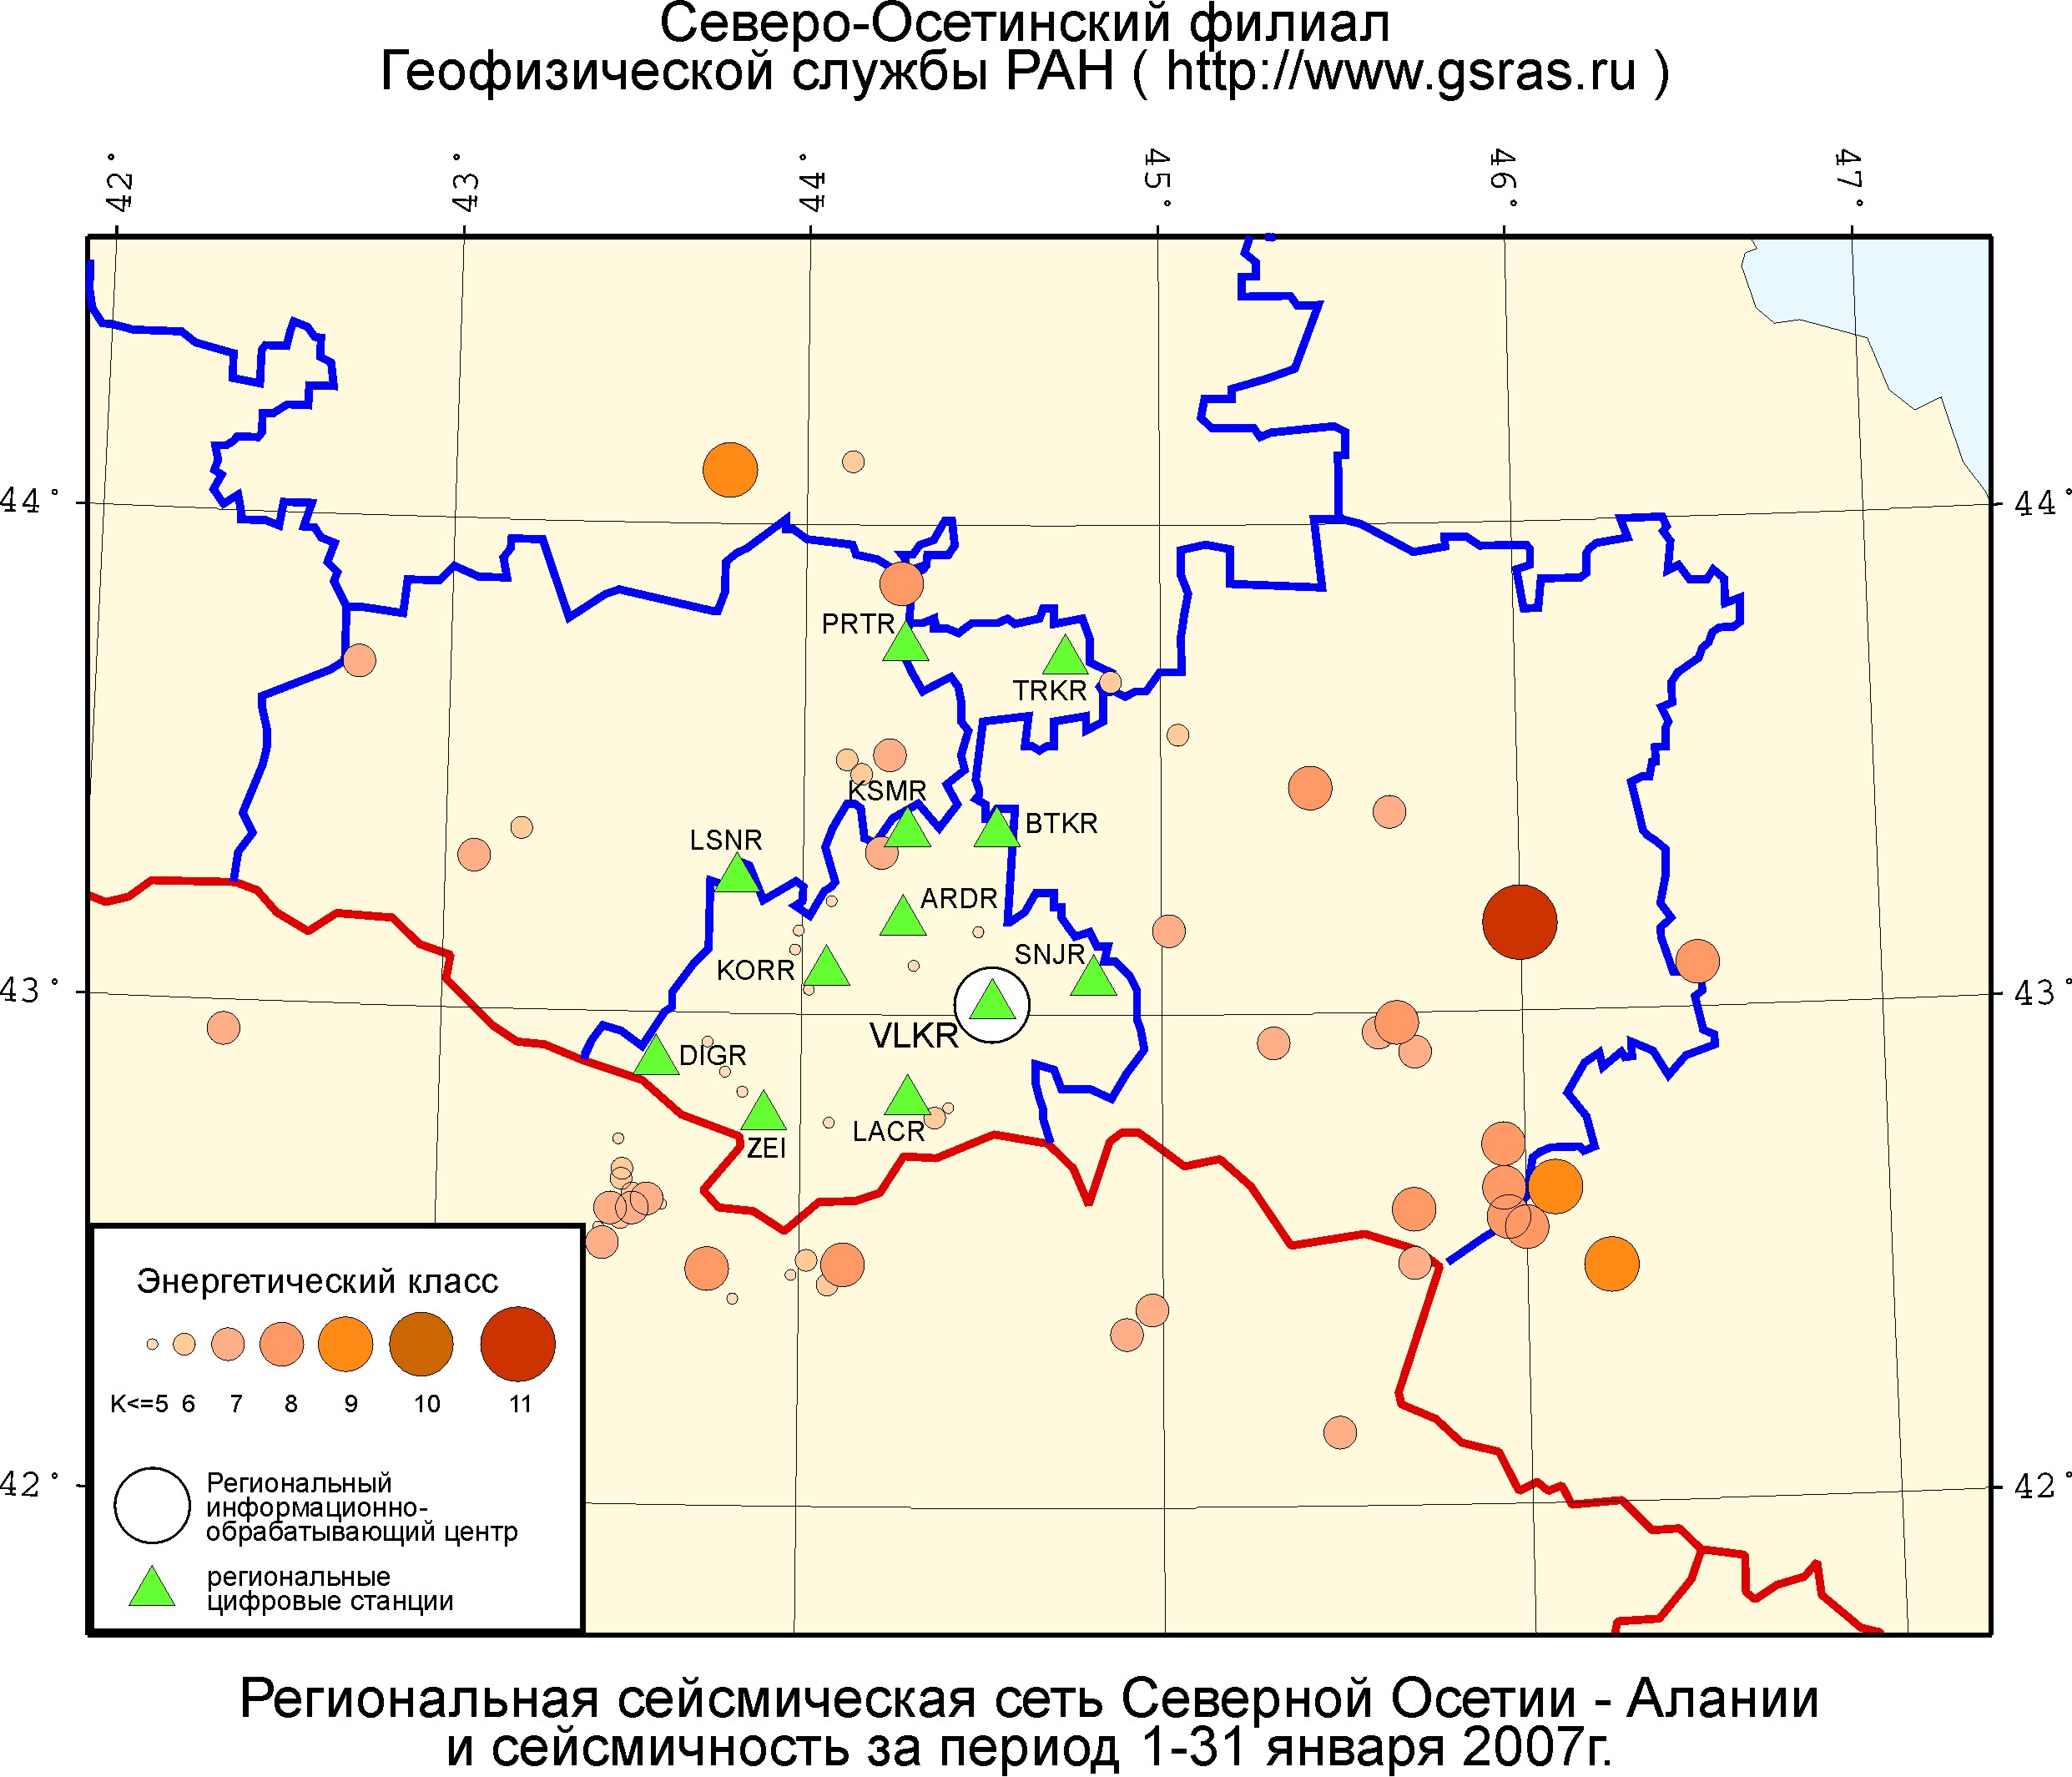 Северо-Осетинский филиал
Геофизической службы РАН ( http://www.gsras.ru )
42°
43°
44°
45°
46°
47°
44°
44°
PRTR
TRKR
KSMR
BTKR
LSNR
ARDR
SNJR
KORR
43°
43°
VLKR
DIGR
LACR
ZEI
Энергетический класс
K<=5 6 7 8 9 10 11
42°
42°
Региональный
информационно-
обрабатывающий центр
региональные
цифровые станции
Региональная сейсмическая сеть Северной Осетии - Алании
и сейсмичность за период 1-31 января 2007г.